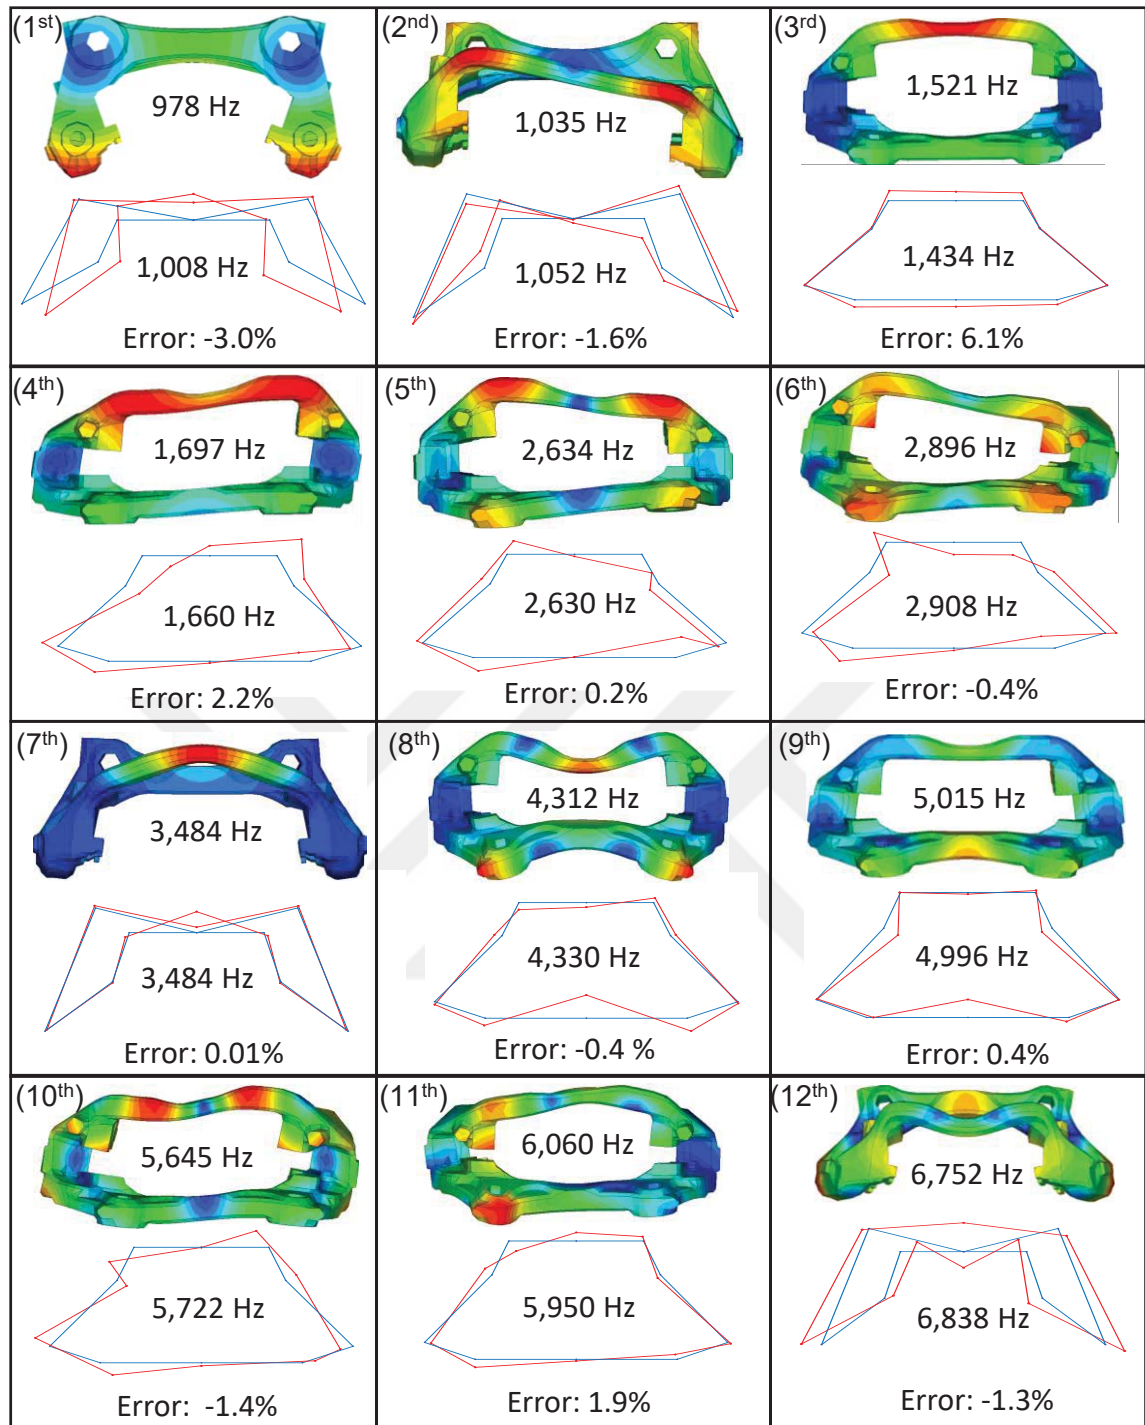 (1st)
978 Hz
1,008 Hz
Error: -3.0%
(2nd)
1,035 Hz
1,052 Hz
Error: -1.6%
(3rd)
1,521 Hz
1,434 Hz
Error: 6.1%
(4th)
1,697 Hz
1,660 Hz
Error: 2.2%
(5th)
2,634 Hz
2,630 Hz
Error: 0.2%
(6th)
2,896 Hz
2,908 Hz
Error: -0.4%
(7th)
3,484 Hz
3,484 Hz
Error: 0.01%
(8th)
4,312 Hz
4,330 Hz
Error: -0.4 %
(9th)
5,015 Hz
4,996 Hz
Error: 0.4%
(10th)
5,645 Hz
5,722 Hz
Error: -1.4%
(11th)
6,060 Hz
5,950 Hz
Error: 1.9%
(12th)
6,752 Hz
6,838 Hz
Error: -1.3%